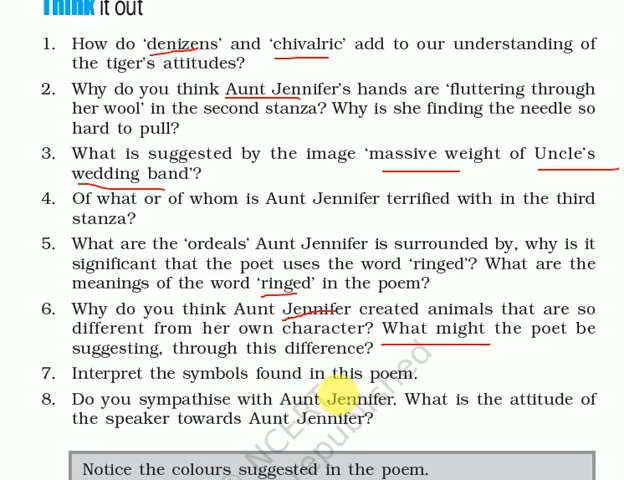 Think it out
1. How do ‘denizens’ and ‘chivalric’ add to our understanding of
the tiger's attitudes?
2. Why do you think Aunt Jennifer's hands are ‘fluttering through
her wool’ in the second stanza? Why is she finding the needle so
hard to pull?
3. What is suggested by the image ‘massive weight of Uncle's
wedding band’?
4. Of what or of whom is Aunt Jennifer terrified with in the third
stanza?
5. What are the ‘ordeals’ Aunt Jennifer is surrounded by, why is it
significant that the poet uses the word ‘ringed’? What are the
meanings of the word ‘ringed’ in the poem?
6. Why do you think Aunt Jennifer created animals that are so
different from her own character? What might the poet be
suggesting, through this difference?
7. Interpret the symbols found in this poem.
8. Do you sympathise with Aunt Jennifer. What is the attitude of
the speaker towards Aunt Jennifer?
Notice the colours suggested in the poem.
© NCERT
republished